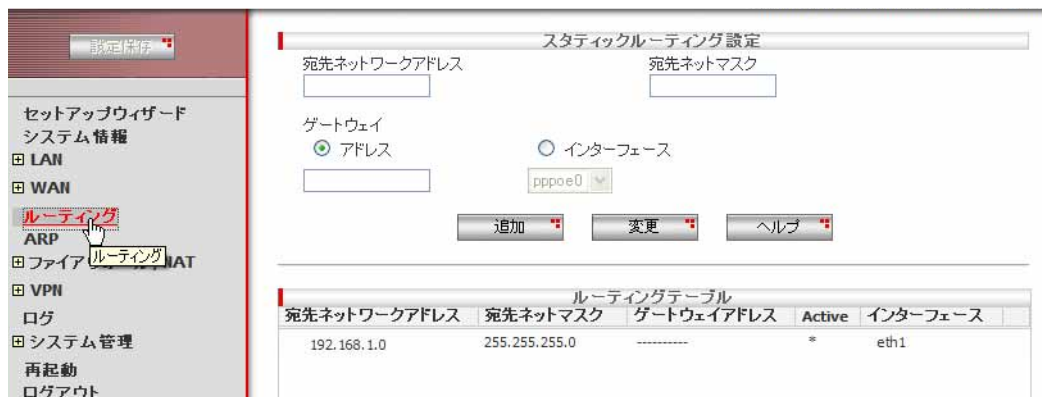 設定保存
セットアップウィザード
システム情報
LAN
WAN
ルーティング
ARP
ルーティング
ファイア NAT
VPN
ログ
システム管理
再起動
ログアウト
スタティックルーティング設定
宛先ネットワークアドレス 宛先ネットマスク
ゲートウェイ
アドレス インターフェース
pppoe0
追加 変更 ヘルプ
ルーティングテーブル
宛先ネットワークアドレス 宛先ネットマスク ゲートウェイアドレス Active インターフェース
192.168.1.0 255.255.255.0 ---------- * eth1